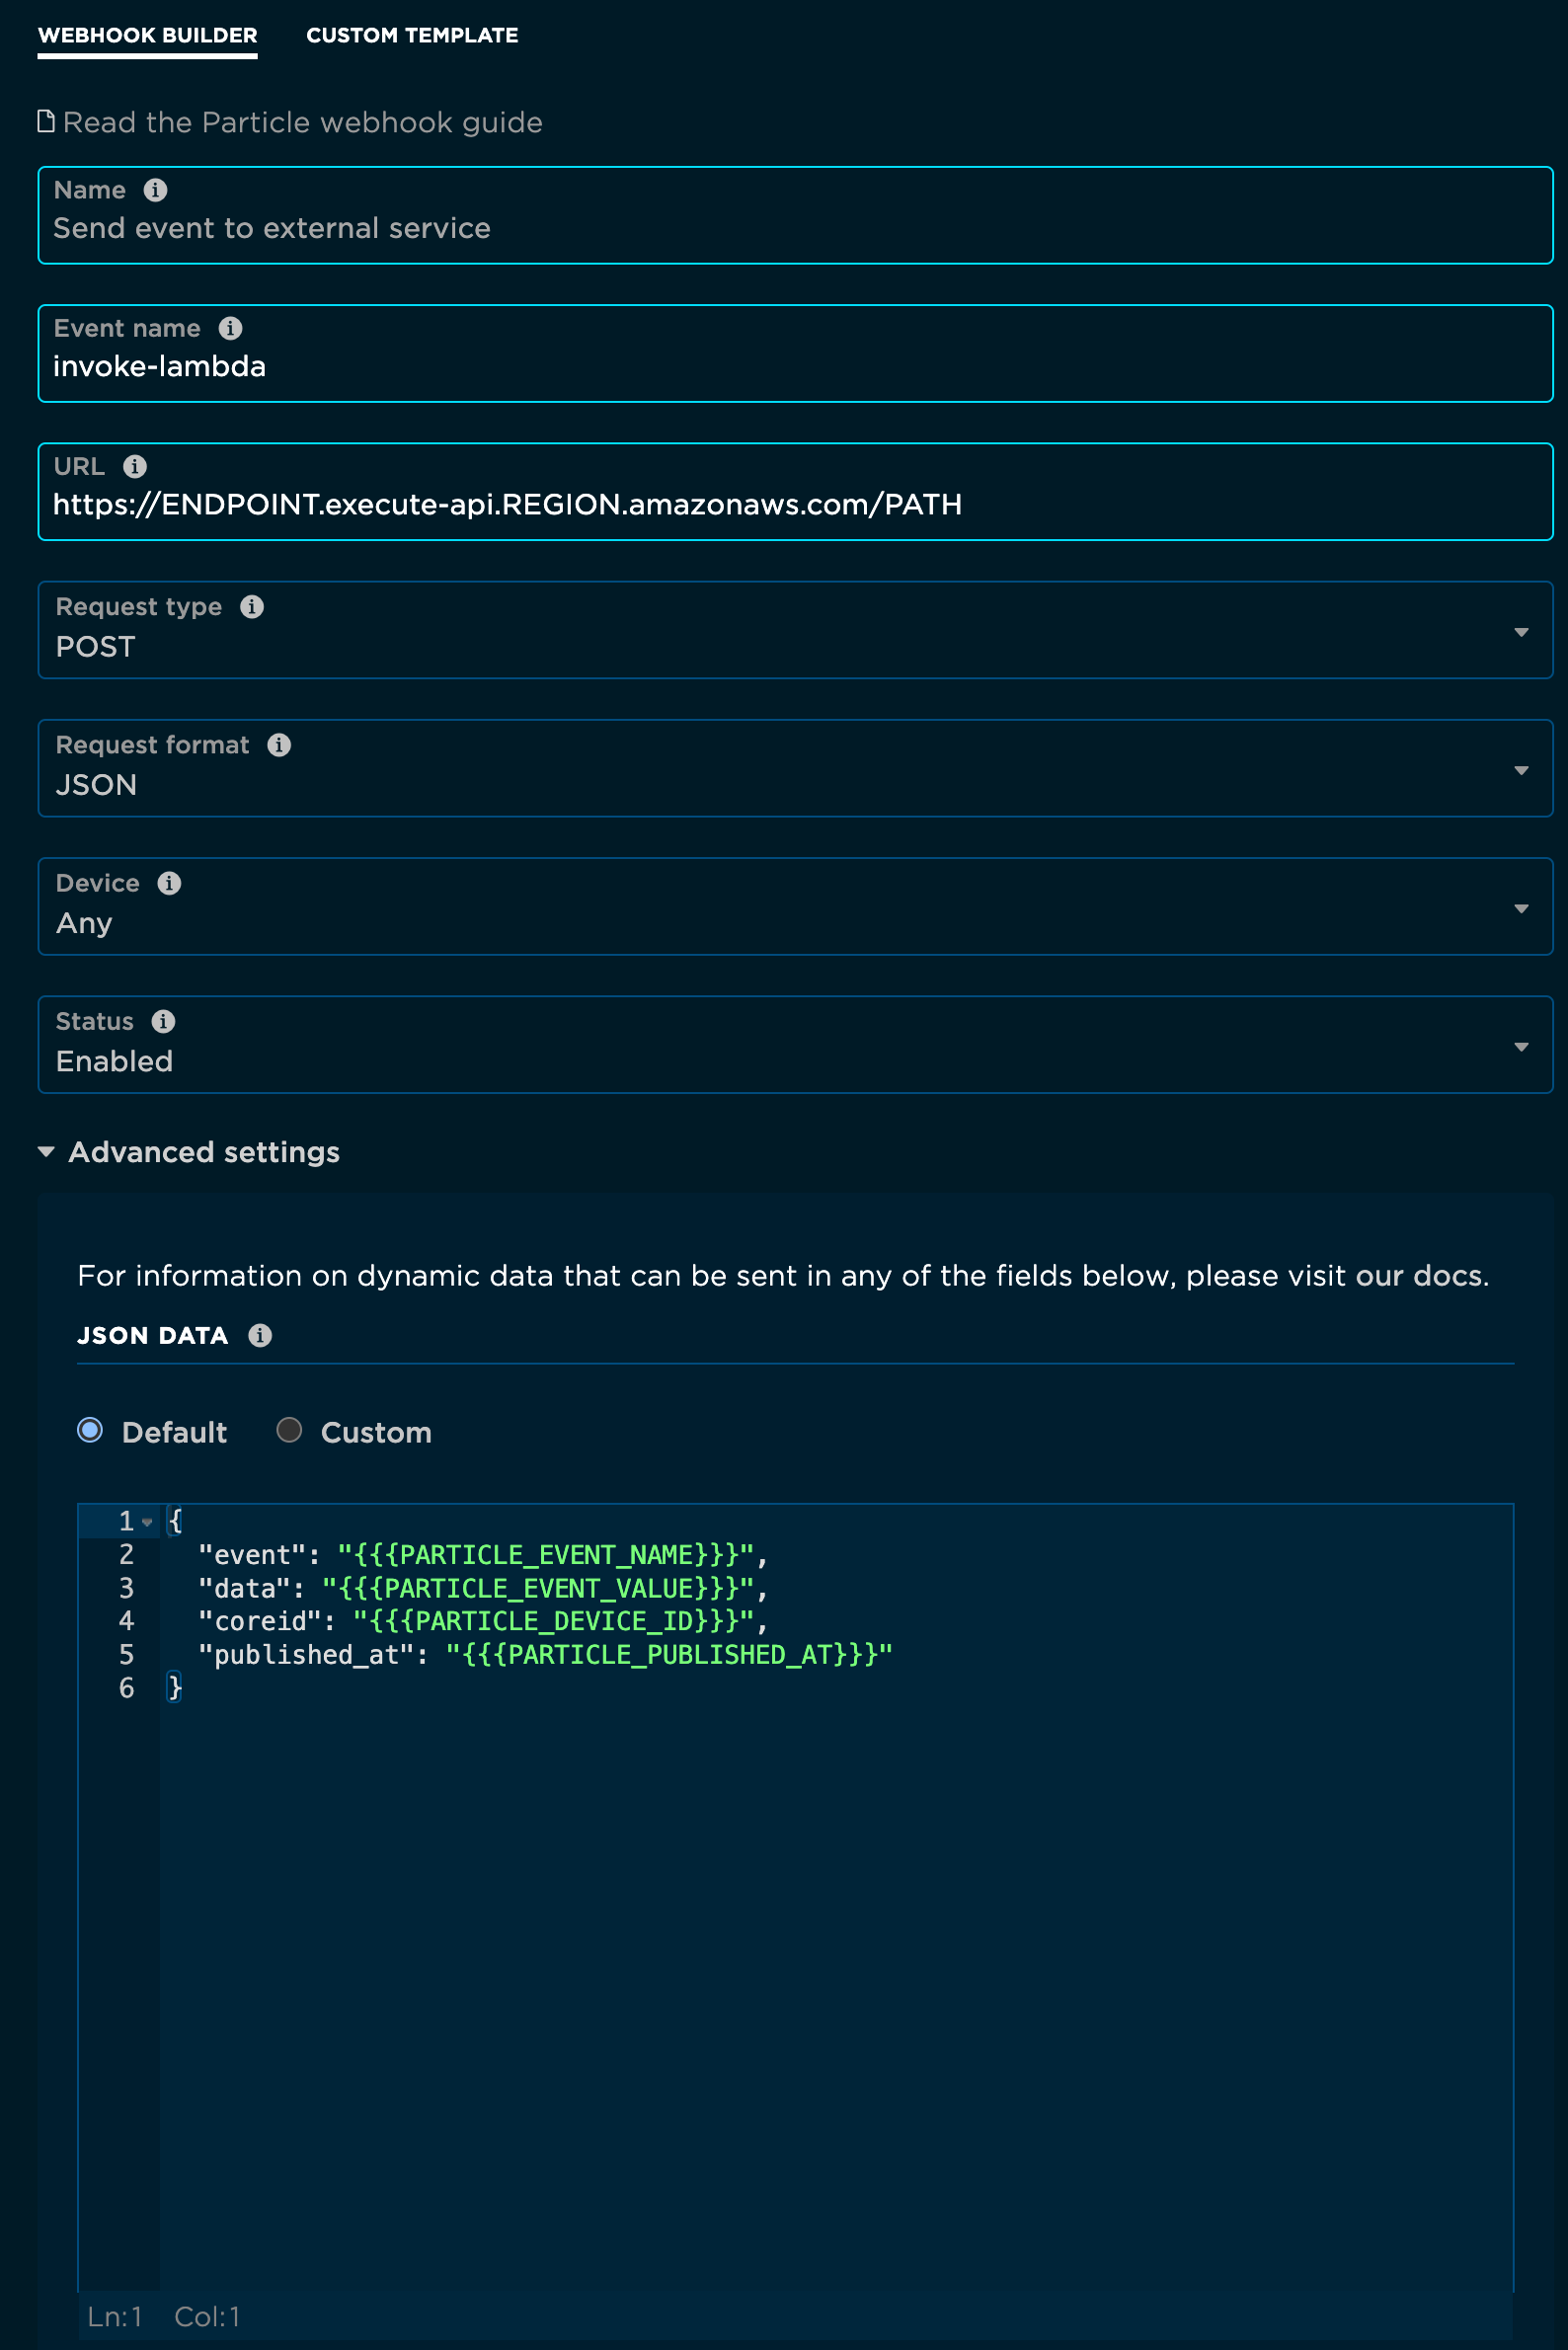 WEBHOOK BUILDER CUSTOM TEMPLATE
Read the Particle webhook guide
Name
Send event to external service
Event name
invoke-lambda
URL
https://ENDPOINT.execute-api.REGION.amazonaws.com/PATH
Request type
POST
Request format
JSON
Device
Any
Status
Enabled
Advanced settings
For information on dynamic data that can be sent in any of the fields below, please visit our docs.
JSON DATA
Default Custom
1 {
2 "event": "{{{PARTICLE_EVENT_NAME}}}",
3 "data": "{{{PARTICLE_EVENT_VALUE}}}",
4 "coreid": "{{{PARTICLE_DEVICE_ID}}}",
5 "published_at": "{{{PARTICLE_PUBLISHED_AT}}}"
6 }
Ln:1 Col:1